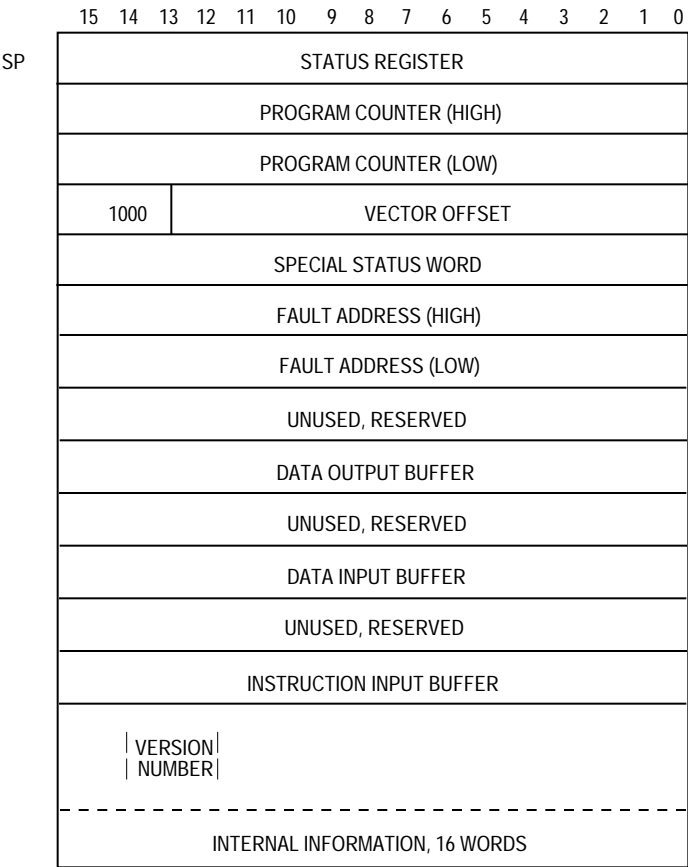 15 14 13 12 11 10 9 8 7 6 5 4 3 2 1 0
SP STATUS REGISTER
PROGRAM COUNTER (HIGH)
PROGRAM COUNTER (LOW)
1000 VECTOR OFFSET
SPECIAL STATUS WORD
FAULT ADDRESS (HIGH)
FAULT ADDRESS (LOW)
UNUSED, RESERVED
DATA OUTPUT BUFFER
UNUSED, RESERVED
DATA INPUT BUFFER
UNUSED, RESERVED
INSTRUCTION INPUT BUFFER
VERSION
NUMBER
INTERNAL INFORMATION, 16 WORDS